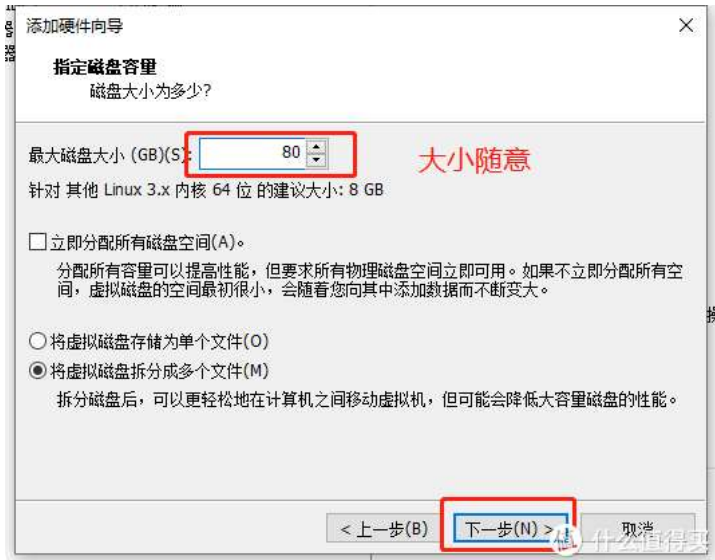 添加硬件向导
指定磁盘容量
磁盘大小为多少?
最大磁盘大小 (GB)(S): 80
大小随意
针对 其他 Linux 3.x 内核 64 位 的建议大小: 8 GB
立即分配所有磁盘空间(A)。
分配所有容量可以提高性能，但要求所有物理磁盘空间立即可用。如果不立即分配所有空
间，虚拟磁盘的空间最初很小，会随着您向其中添加数据而不断变大。
将虚拟磁盘存储为单个文件(O)
将虚拟磁盘拆分成多个文件(M)
拆分磁盘后，可以更轻松地在计算机之间移动虚拟机，但可能会降低大容量磁盘的性能。
< 上一步(B) 下一步(N) > 取消
值 什么值得买